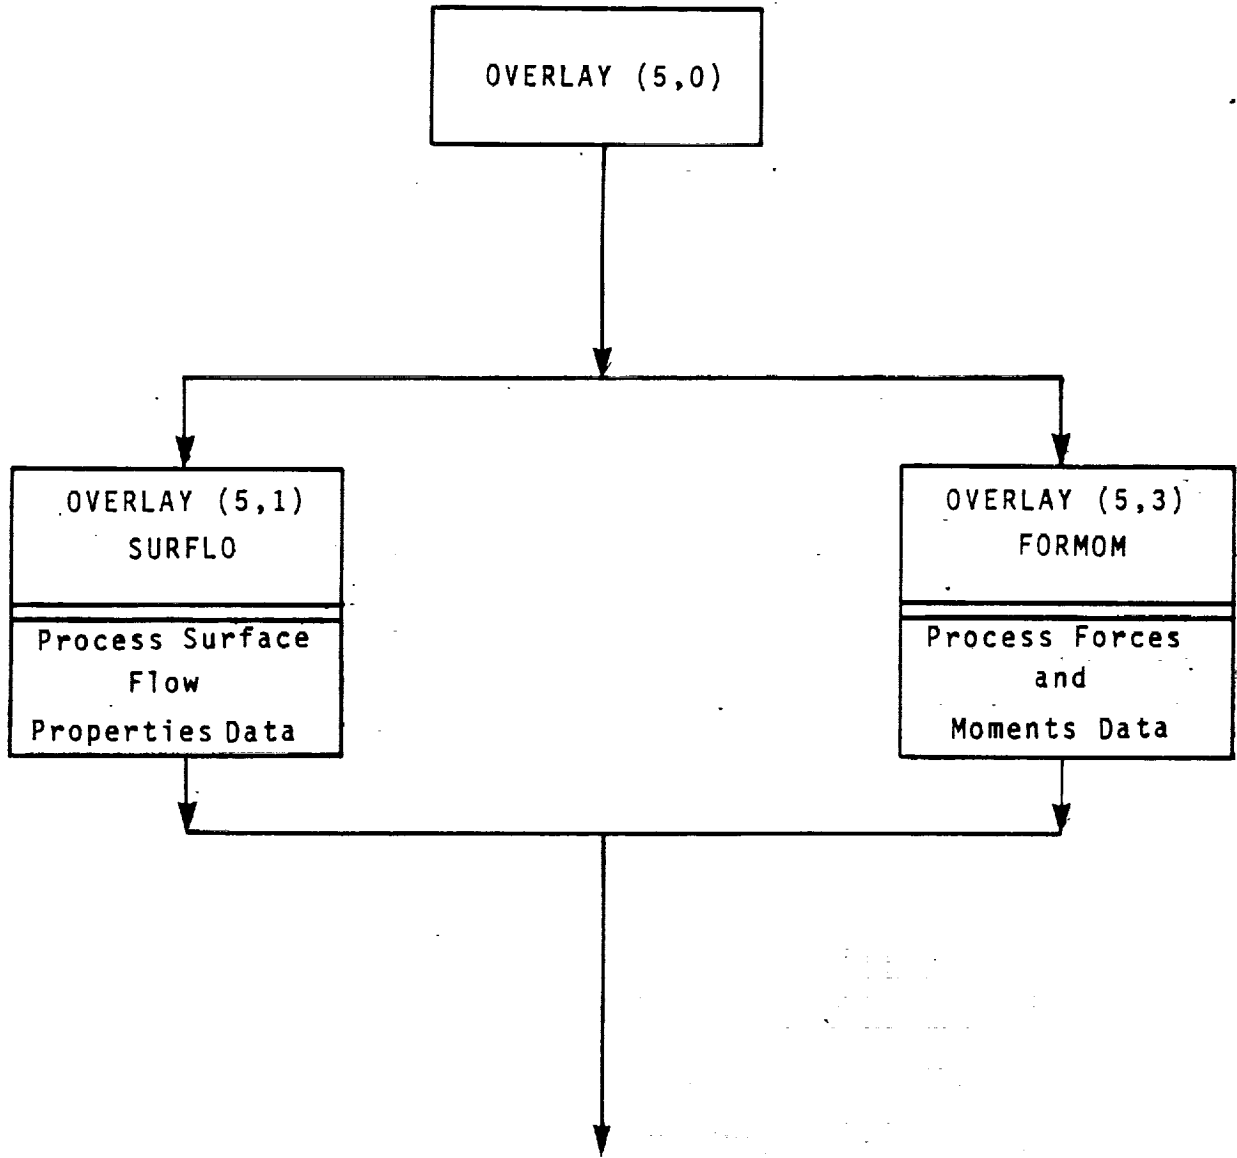 OVERLAY (5,0)
OVERLAY (5,1)
SURFLO
Process Surface
Flow
Properties Data
OVERLAY (5,3)
FORMOM
Process Forces
and
Moments Data